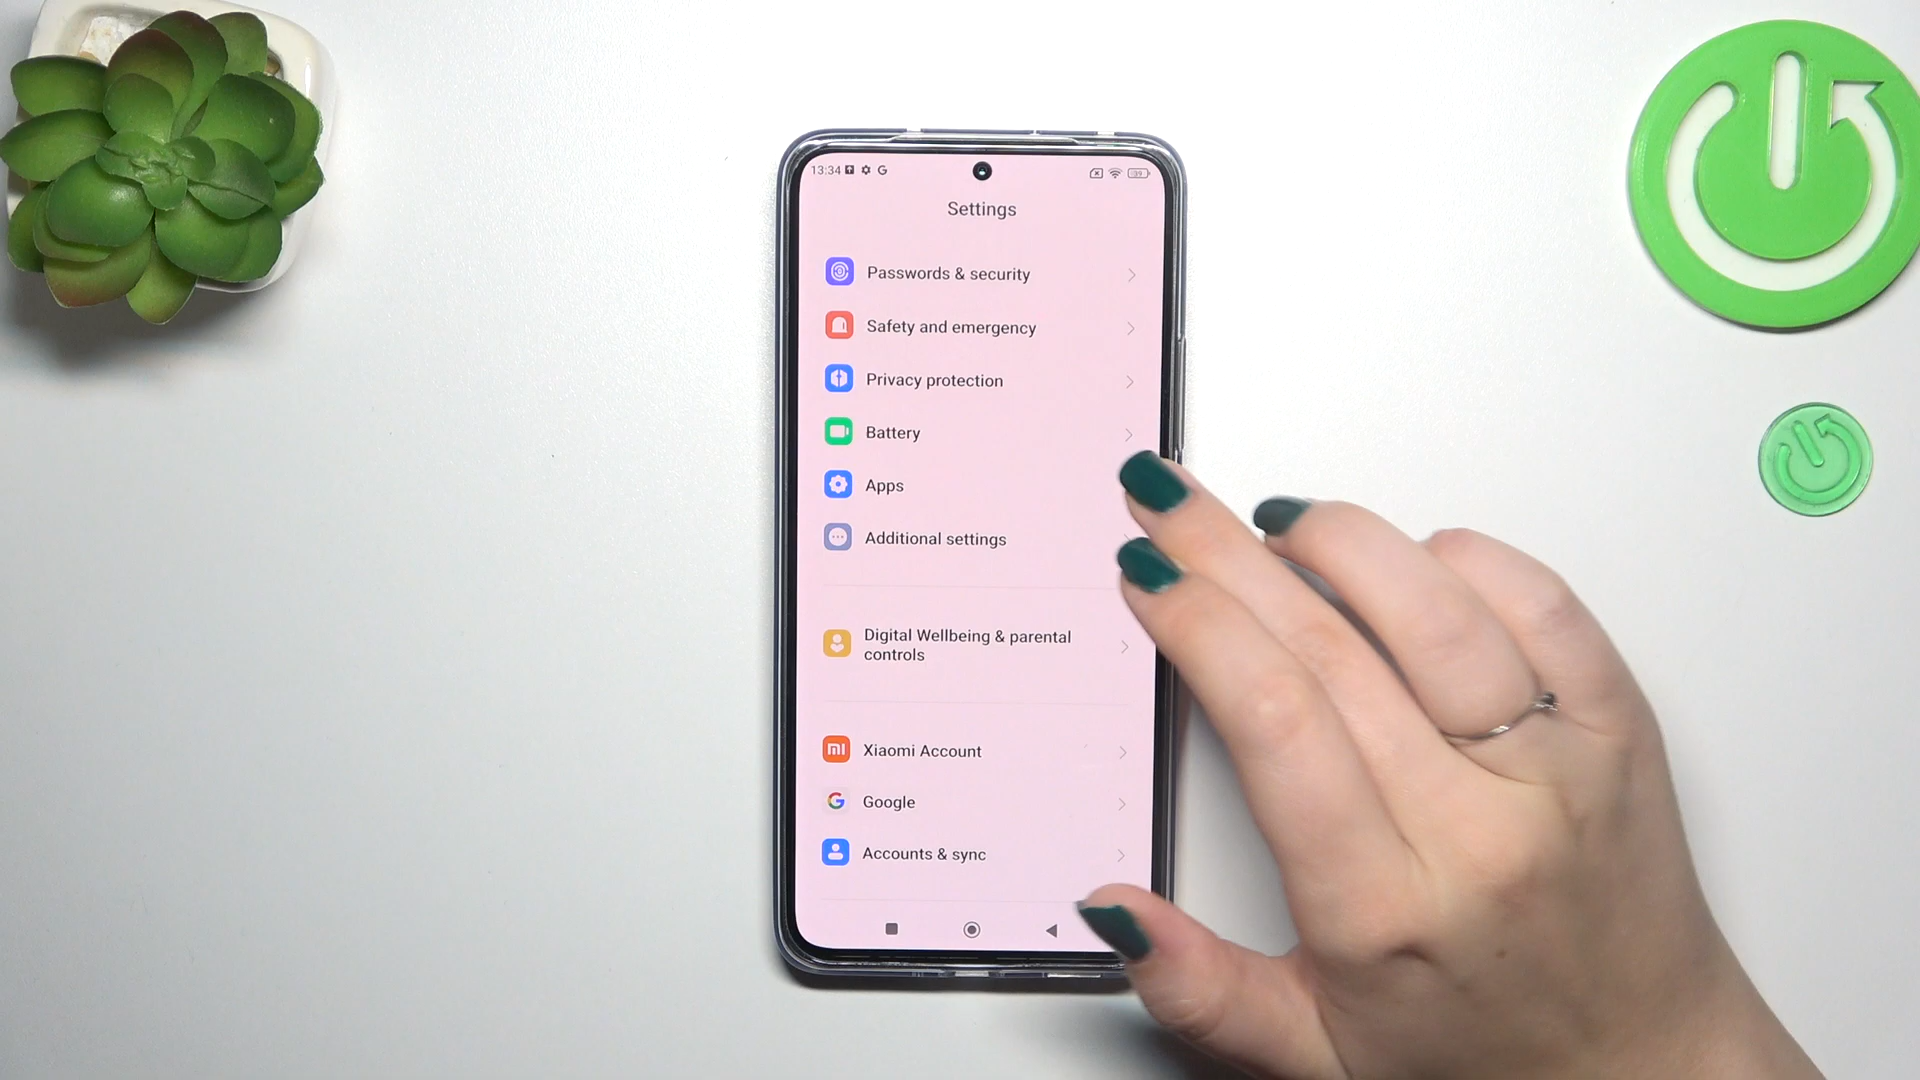 13:34
39
Settings
Passwords & security
Safety and emergency
Privacy protection
Battery
Apps
Additional settings
Digital Wellbeing & parental
controls
Xiaomi Account
Google
Accounts & sync